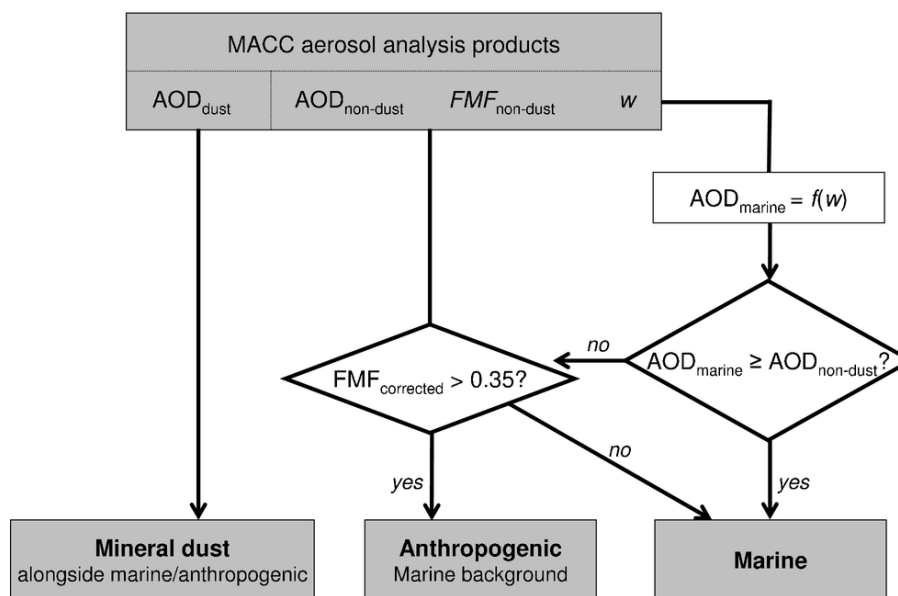 MACC aerosol analysis products
AOD_dust AOD_non-dust FMF_non-dust w
AOD_marine = f(w)
no
FMF_corrected > 0.35?
AOD_marine ≥ AOD_non-dust?
no
yes
yes
Mineral dust
alongside marine/anthropogenic
Anthropogenic
Marine background
Marine